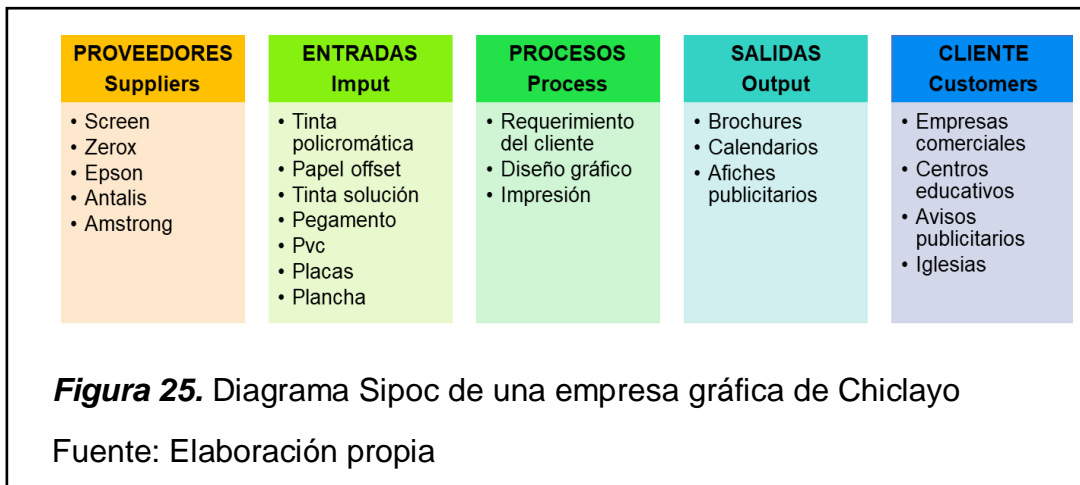 PROVEEDORES
Suppliers
• Screen
• Zerox
• Epson
• Antalis
• Amstrong
ENTRADAS
Imput
• Tinta
policromática
• Papel offset
• Tinta solución
• Pegamento
• Pvc
• Placas
• Plancha
PROCESOS
Process
• Requerimiento
del cliente
• Diseño gráfico
• Impresión
SALIDAS
Output
• Brochures
• Calendarios
• Afiches
publicitarios
CLIENTE
Customers
• Empresas
comerciales
• Centros
educativos
• Avisos
publicitarios
• Iglesias
Figura 25. Diagrama Sipoc de una empresa gráfica de Chiclayo
Fuente: Elaboración propia